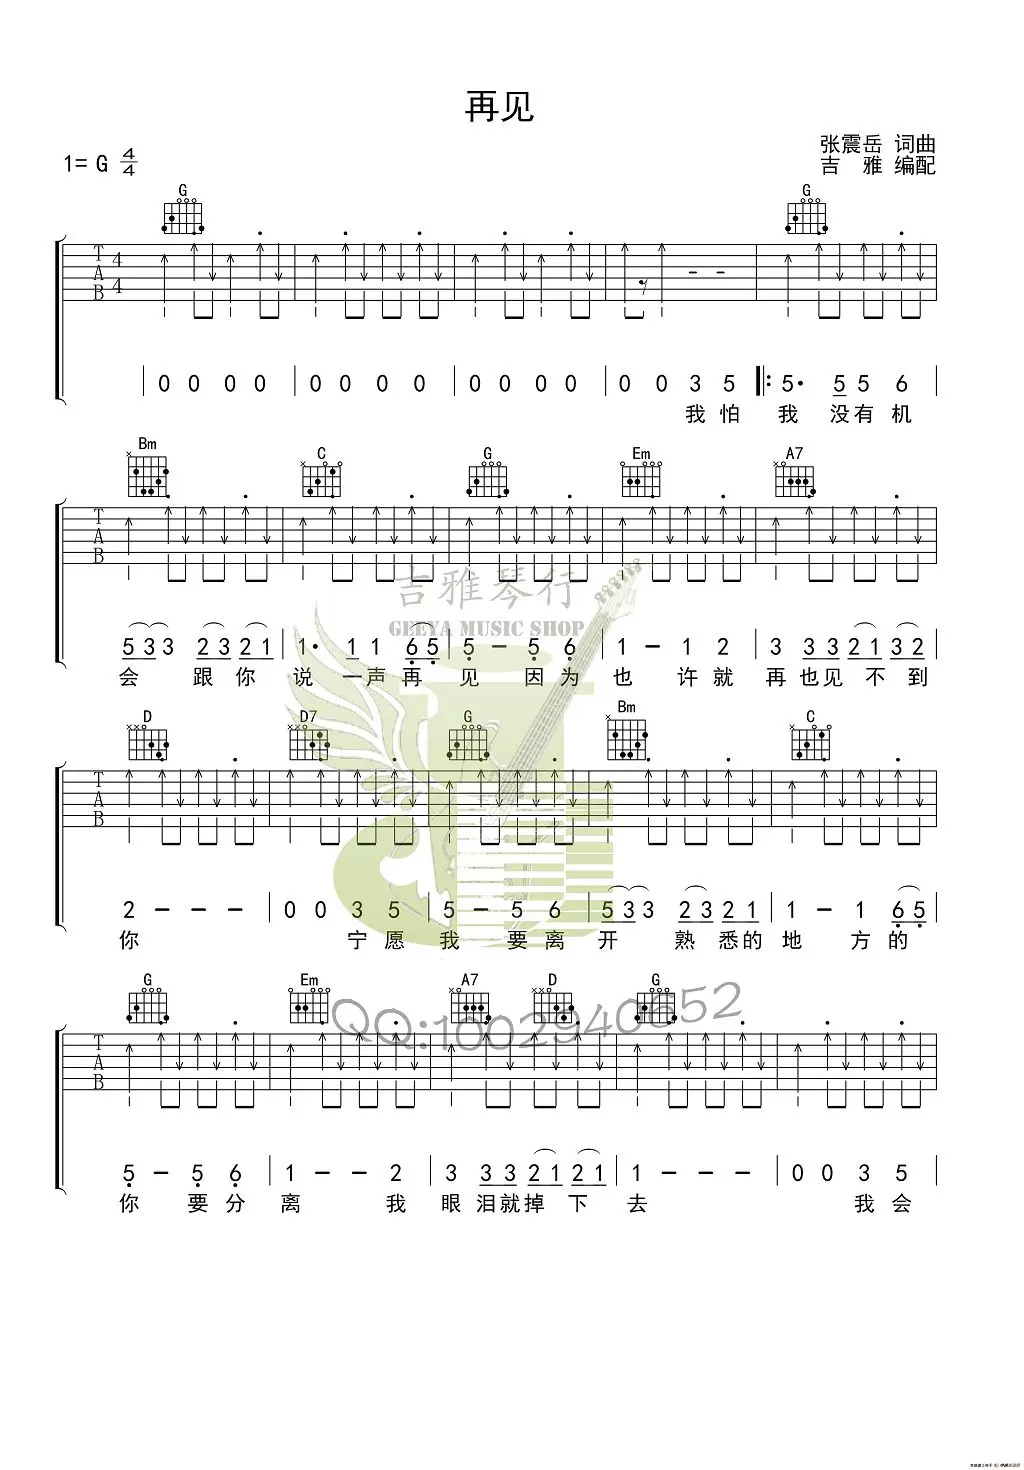 再见
张震岳 词曲
1= G 4/4 吉 雅 编配
G G
T A B 4/4
0 0 0 0 | 0 0 0 0 | 0 0 0 0 | 0 0 3 5 |: 5· 5 5 6 |
我 怕 我 没 有 机
Bm C G Em A7
T A B
吉雅琴行
GEEYA MUSIC SHOP
5 3 3 2 3 2 1 | 1· 1 1 6 5 | 5 - 5 6 | 1 - 1 2 | 3 3 3 2 1 3 2 |
会 跟 你 说 一 声 再 见 因 为 也 许 就 再 也 见 不 到
D D7 G Bm C
T A B
2 - - - | 0 0 3 5 | 5 - 5 6 | 5 3 3 2 3 2 1 | 1 - 1 6 5 |
你 宁 愿 我 要 离 开 熟 悉 的 地 方 的
G Em A7 D G
QQ:1002940652
T A B
5 - 5 6 | 1 - - 2 | 3 3 3 2 1 2 1 | 1 - - - | 0 0 3 5 |
你 要 分 离 我 眼 泪 就 掉 下 去 我 会